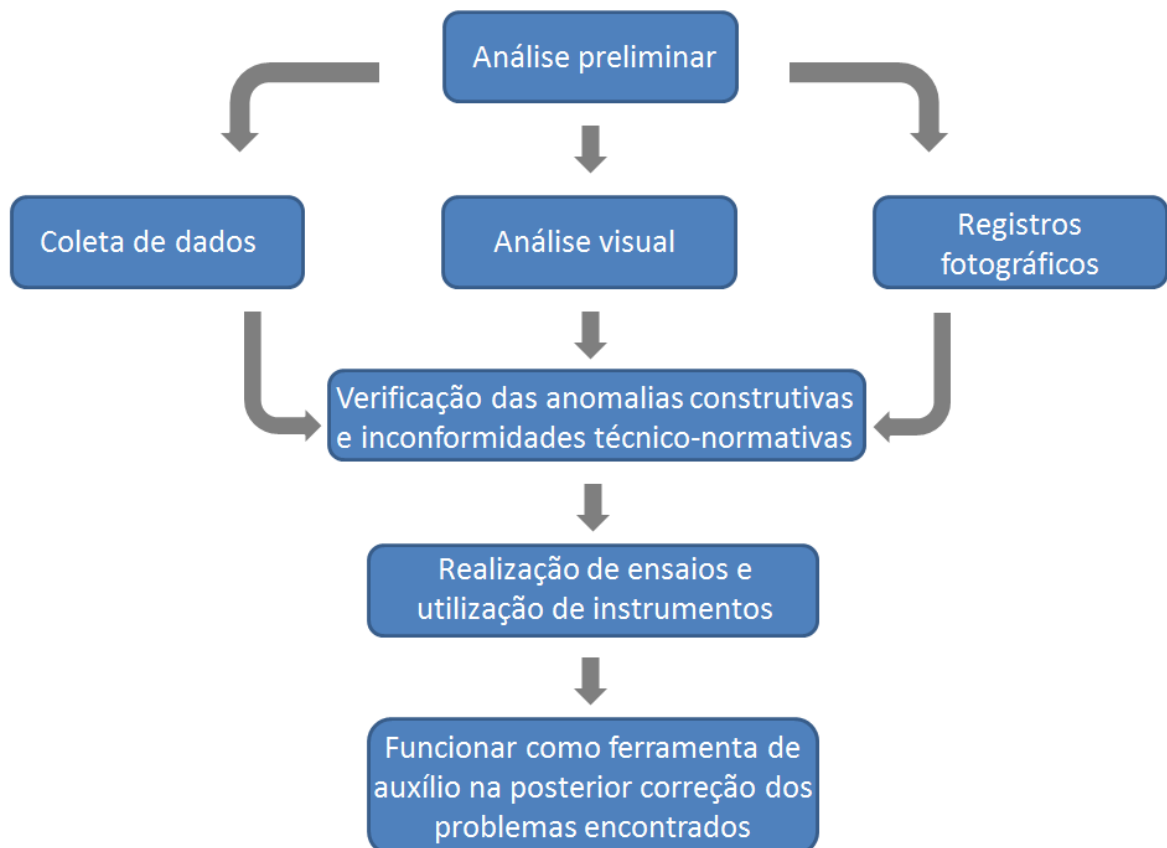 Análise preliminar
Coleta de dados
Análise visual
Registros
fotográficos
Verificação das anomalias construtivas
e inconformidades técnico-normativas
Realização de ensaios e
utilização de instrumentos
Funcionar como ferramenta de
auxílio na posterior correção dos
problemas encontrados